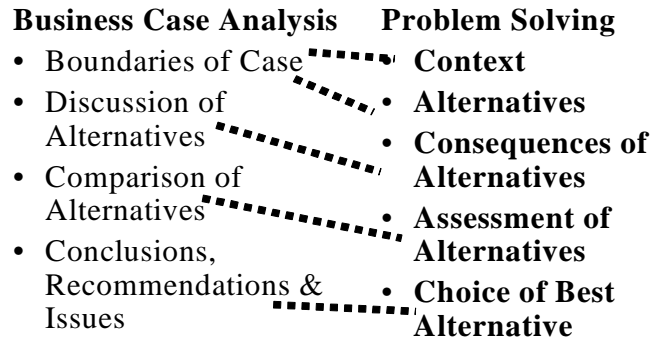 Business Case Analysis
• Boundaries of Case
• Discussion of
Alternatives
• Comparison of
Alternatives
• Conclusions,
Recommendations &
Issues
Problem Solving
• Context
• Alternatives
• Consequences of
Alternatives
• Assessment of
Alternatives
• Choice of Best
Alternative